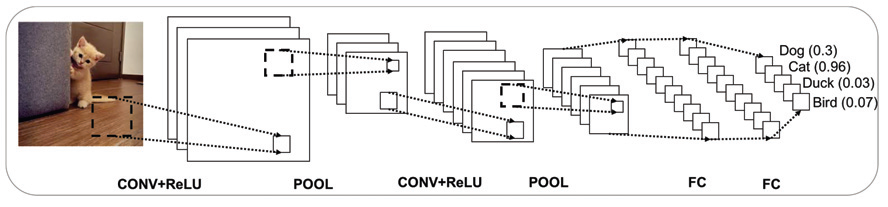 Dog (0.3)
Cat (0.96)
Duck (0.03)
Bird (0.07)
CONV+ReLU POOL CONV+ReLU POOL FC FC